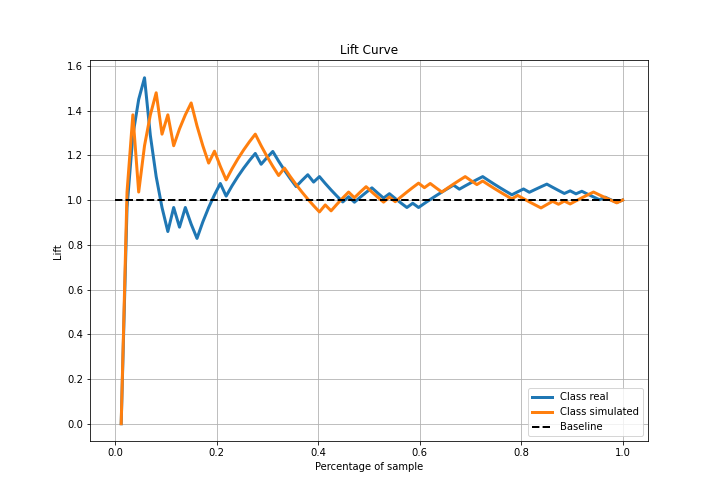 Lift Curve
1.6
1.4
1.2
1.0
0.8
0.6
0.4
0.2
0.0
Lift
Class real
Class simulated
Baseline
0.0 0.2 0.4 0.6 0.8 1.0
Percentage of sample